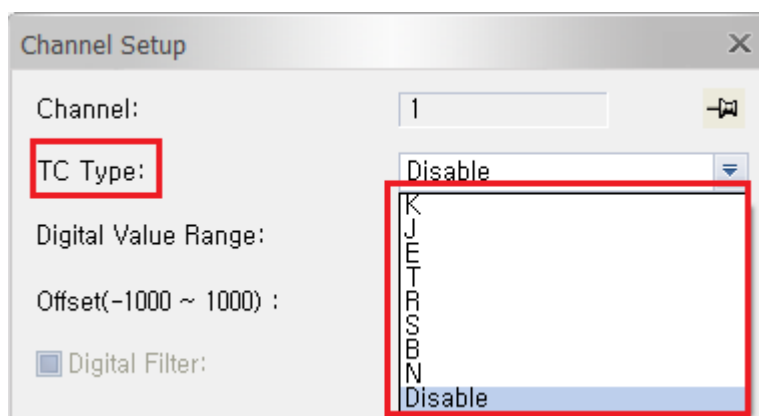 Channel Setup
Channel: 1
TC Type: Disable
K
J
Digital Value Range: E
T
Offset(-1000 ~ 1000) : R
S
B
Digital Filter: N
Disable